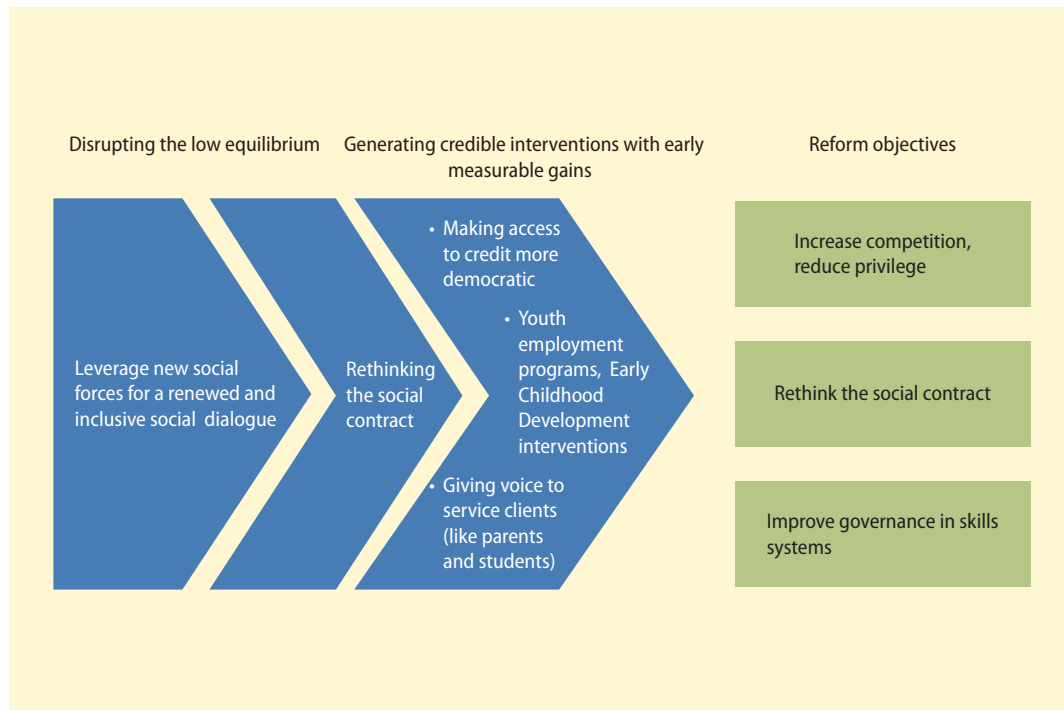 Disrupting the low equilibrium
Generating credible interventions with early
measurable gains
Reform objectives
Leverage new social
forces for a renewed and
inclusive social dialogue
Rethinking
the social
contract
• Making access
to credit more
democratic
• Youth
employment
programs, Early
Childhood
Development
interventions
• Giving voice to
service clients
(like parents
and students)
Increase competition,
reduce privilege
Rethink the social contract
Improve governance in skills
systems